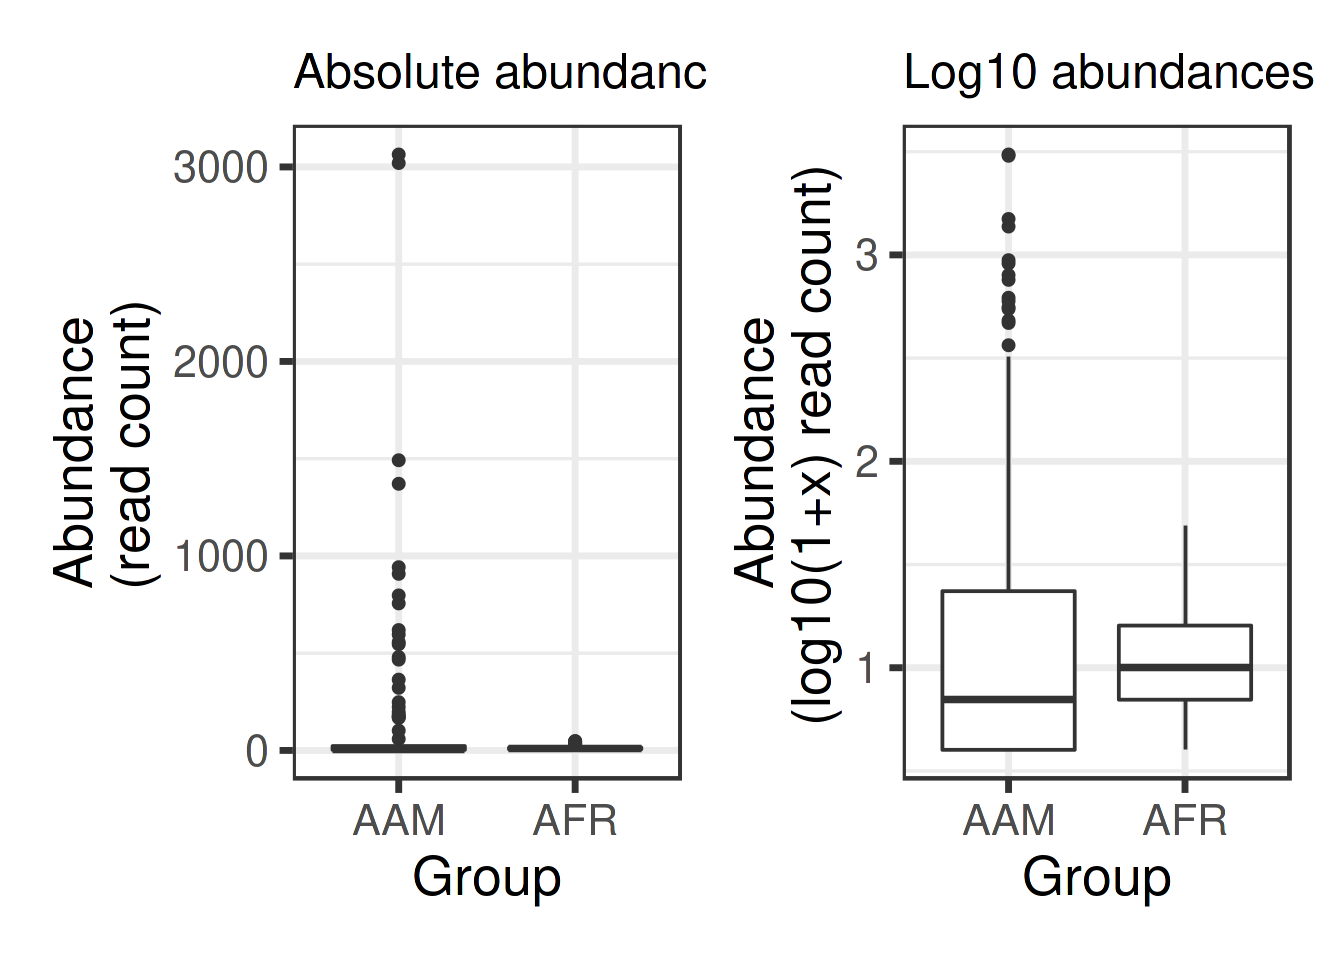 Absolute abundanc
Abundance
(read count)
3000
2000
1000
0
AAM
AFR
Group
Log10 abundances
Abundance
(log10(1+x) read count)
3
2
1
AAM
AFR
Group